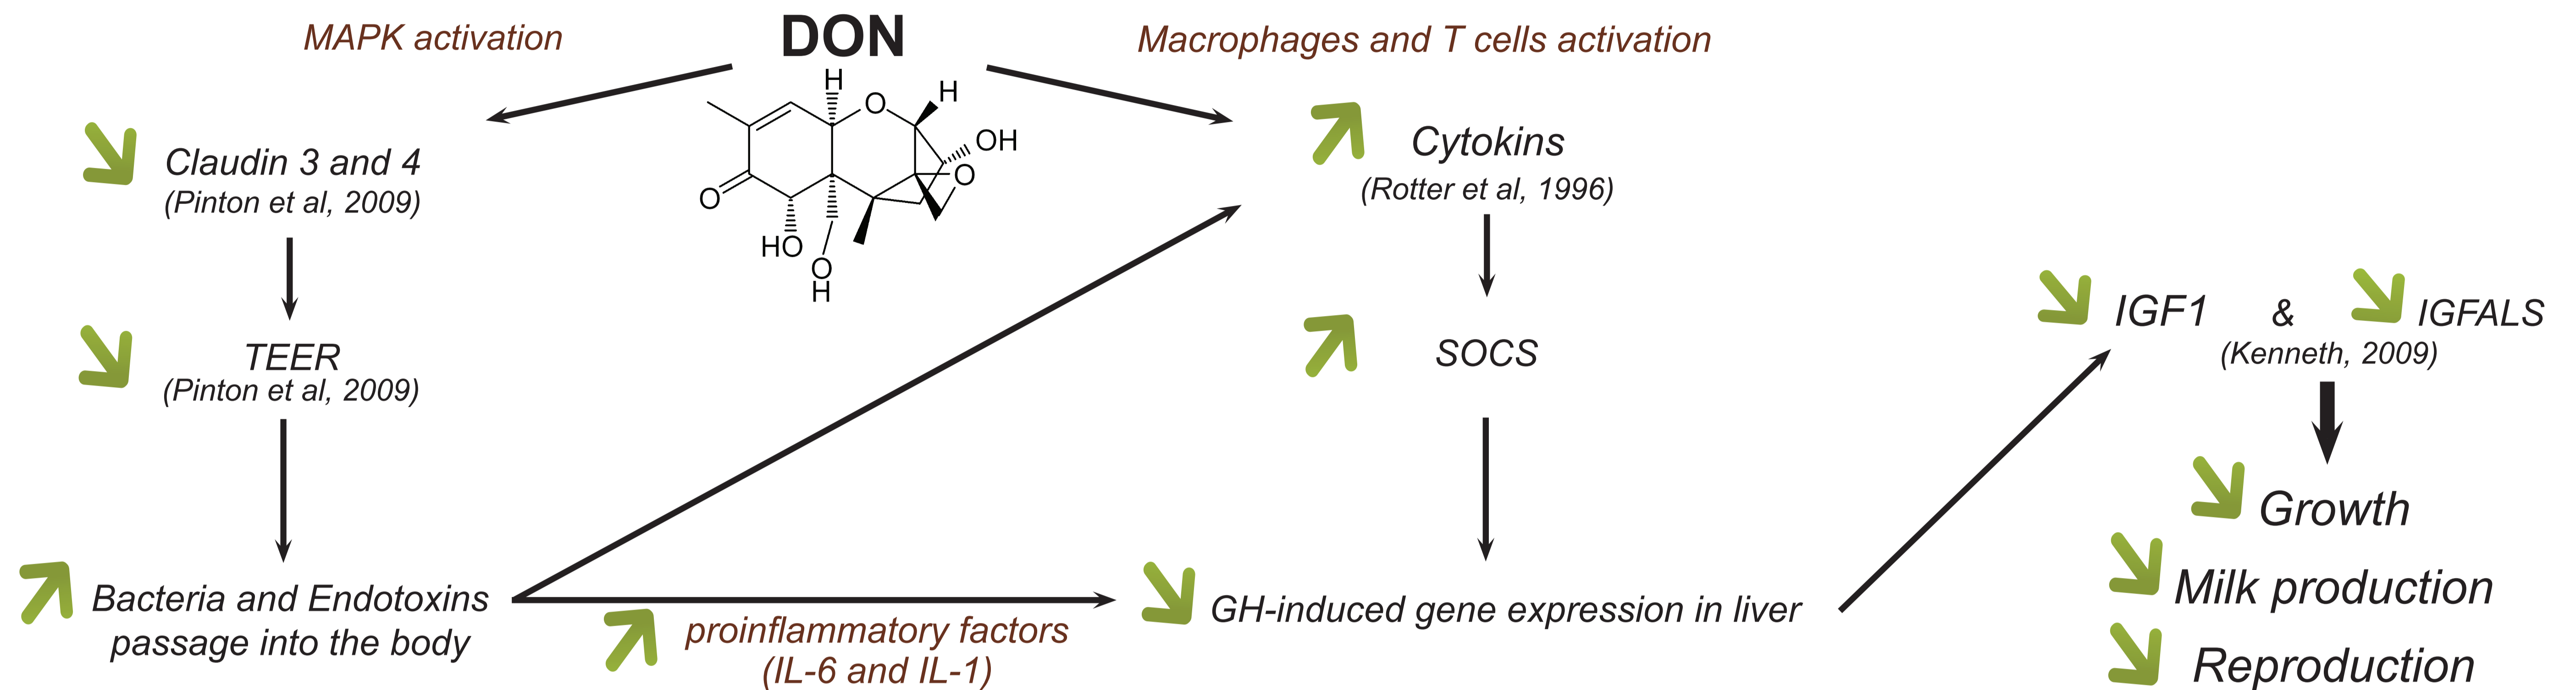 MAPK activation
DON
Macrophages and T cells activation
H
O
H
OH
O
O
HO
O
H
Claudin 3 and 4
(Pinton et al, 2009)
TEER
(Pinton et al, 2009)
Bacteria and Endotoxins
passage into the body
proinflammatory factors
(IL-6 and IL-1)
Cytokins
(Rotter et al, 1996)
SOCS
GH-induced gene expression in liver
IGF1 & IGFALS
(Kenneth, 2009)
Growth
Milk production
Reproduction